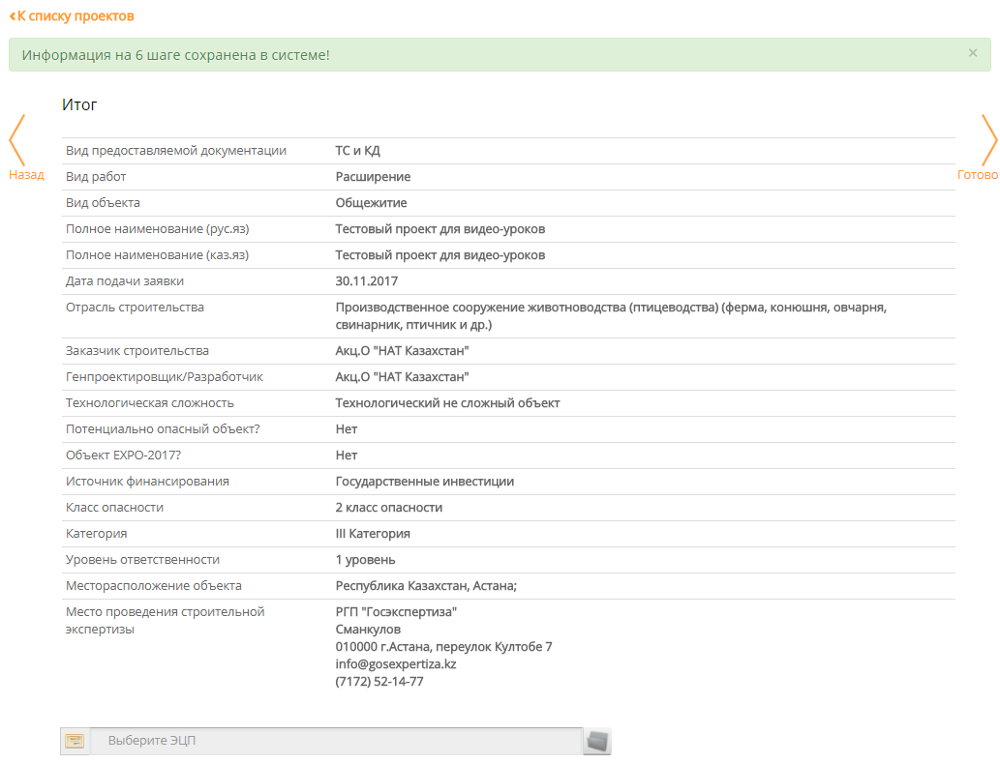 К списку проектов
Информация на 6 шаге сохранена в системе!
×
Итог
Назад
Готово
Вид предоставляемой документации ТС и КД
Вид работ Расширение
Вид объекта Общежитие
Полное наименование (рус.яз) Тестовый проект для видео-уроков
Полное наименование (каз.яз) Тестовый проект для видео-уроков
Дата подачи заявки 30.11.2017
Отрасль строительства Производственное сооружение животноводства (птицеводства) (ферма, конюшня, овчарня,
свинарник, птичник и др.)
Заказчик строительства Акц.О "НАТ Казахстан"
Генпроектировщик/Разработчик Акц.О "НАТ Казахстан"
Технологическая сложность Технологический не сложный объект
Потенциально опасный объект? Нет
Объект EXPO-2017? Нет
Источник финансирования Государственные инвестиции
Класс опасности 2 класс опасности
Категория III Категория
Уровень ответственности 1 уровень
Месторасположение объекта Республика Казахстан, Астана;
Место проведения строительной РГП "Госэкспертиза"
экспертизы Сманкулов
010000 г.Астана, переулок Култобе 7
info@gosexpertiza.kz
(7172) 52-14-77
Выберите ЭЦП